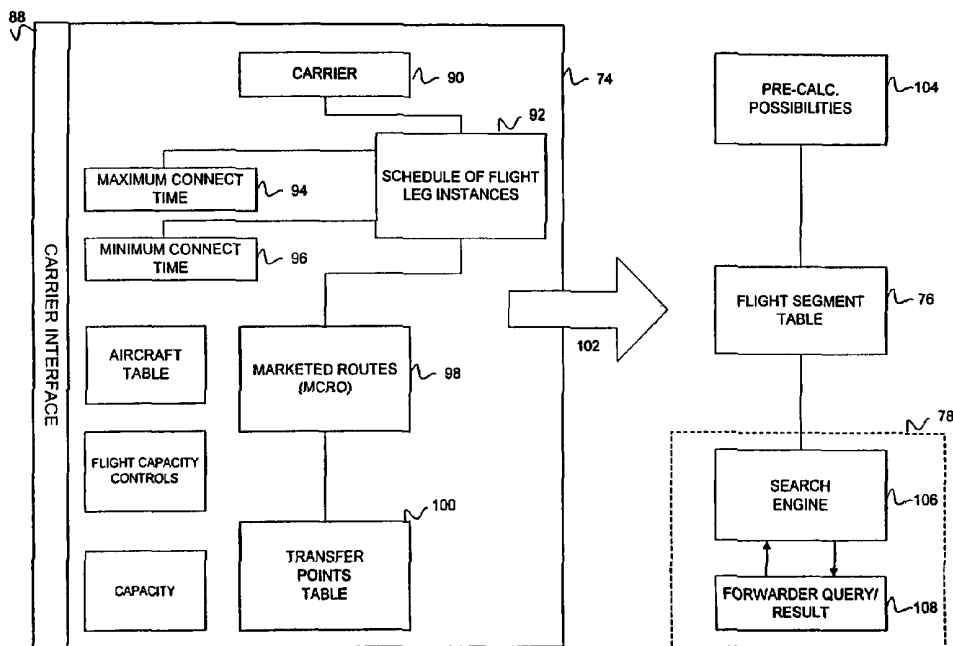 88
CARRIER INTERFACE
CARRIER
90
74
92
SCHEDULE OF FLIGHT
LEG INSTANCES
MAXIMUM CONNECT
TIME
94
MINIMUM CONNECT
TIME
96
AIRCRAFT
TABLE
MARKETED ROUTES
(MCRO)
98
FLIGHT CAPACITY
CONTROLS
100
TRANSFER
POINTS
TABLE
CAPACITY
102
PRE-CALC.
POSSIBILITIES
104
FLIGHT SEGMENT
TABLE
76
78
SEARCH
ENGINE
106
FORWARDER QUERY/
RESULT
108